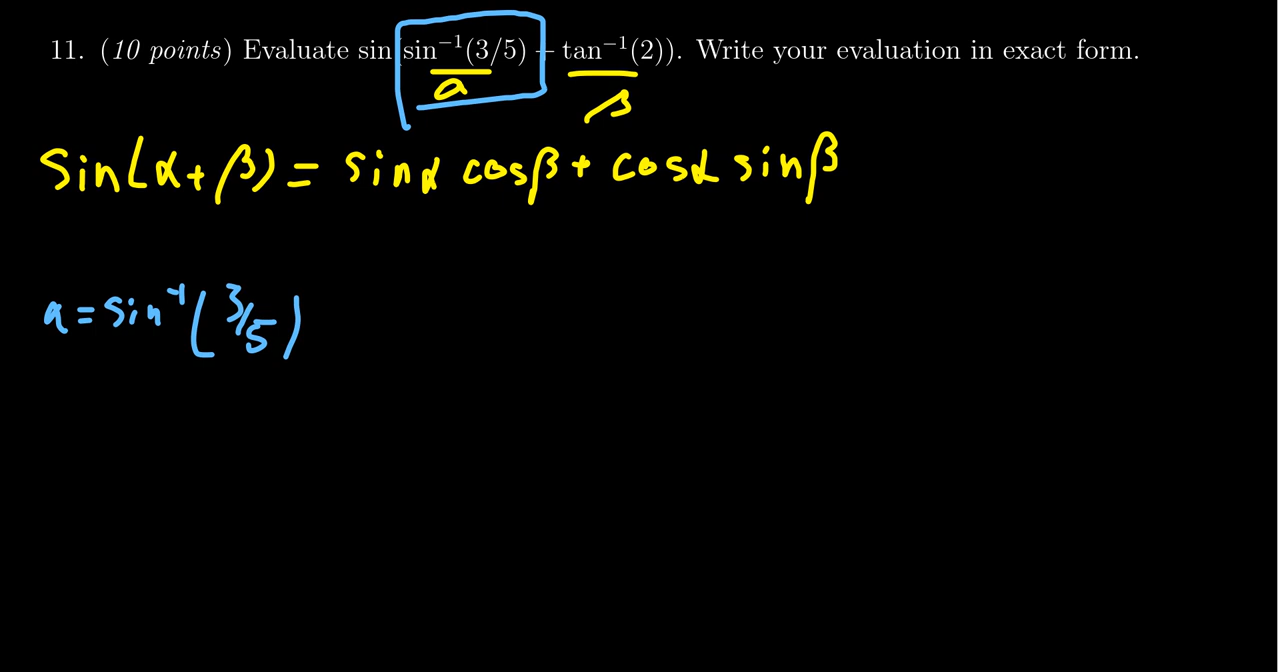 11. (10 points) Evaluate sin(sin⁻¹(3/5) + tan⁻¹(2)). Write your evaluation in exact form.
α β
sin(α + β) = sinα cosβ + cosα sinβ
α = sin⁻¹(3/5)